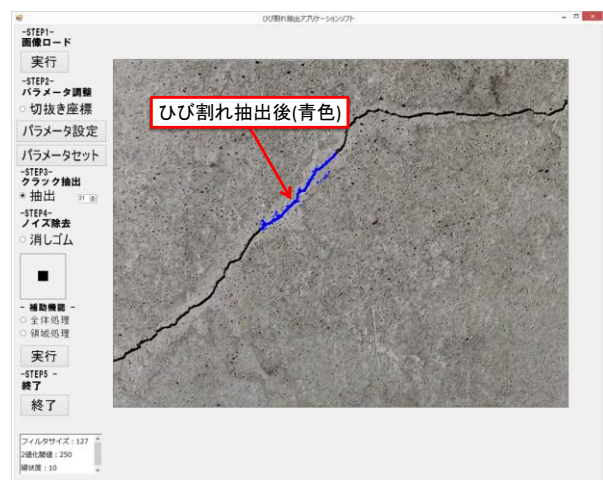 ひび割れ抽出アプリケーションソフト
-STEP1-
画像ロード
実行
-STEP2-
パラメータ調整
切抜き座標
パラメータ設定
パラメータセット
-STEP3-
クラック抽出
抽出 21
-STEP4-
ノイズ除去
消しゴム
- 補助機能 -
全体処理
領域処理
実行
-STEP5 -
終了
終了
フィルタサイズ : 127
2値化閾値 : 250
線状度 : 10
ひび割れ抽出後(青色)